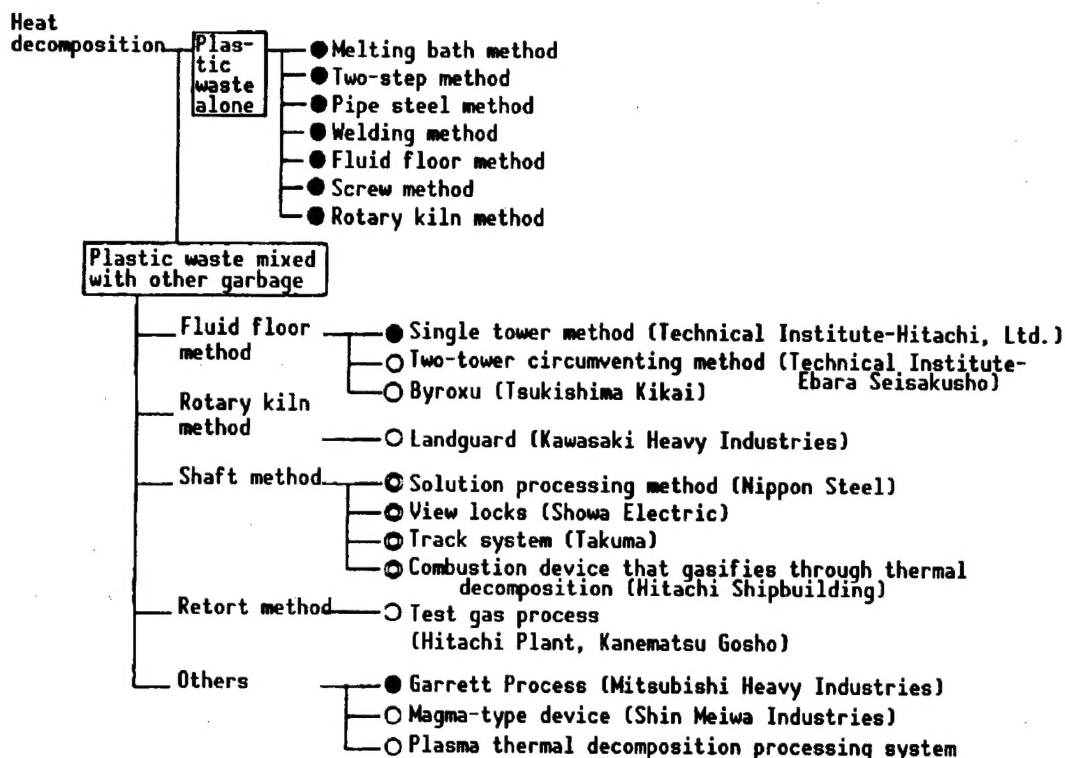 Heat
decomposition
Plas-
tic
waste
alone
Melting bath method
Two-step method
Pipe steel method
Welding method
Fluid floor method
Screw method
Rotary kiln method
Plastic waste mixed
with other garbage
Fluid floor
method
Single tower method (Technical Institute-Hitachi, Ltd.)
Two-tower circumventing method (Technical Institute-
Ebara Seisakusho)
Byroxu (Tsukishima Kikai)
Rotary kiln
method
Landguard (Kawasaki Heavy Industries)
Shaft method
Solution processing method (Nippon Steel)
View locks (Showa Electric)
Track system (Takuma)
Combustion device that gasifies through thermal
decomposition (Hitachi Shipbuilding)
Retort method
Test gas process
(Hitachi Plant, Kanematsu Gosho)
Others
Garrett Process (Mitsubishi Heavy Industries)
Magma-type device (Shin Meiwa Industries)
Plasma thermal decomposition processing system